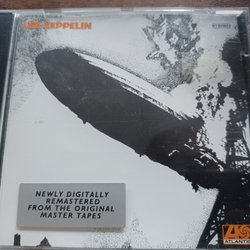 LED ZEPPELIN
NEWLY DIGITALLY
REMASTERED
FROM THE ORIGINAL
MASTER TAPES
ATLANTIC